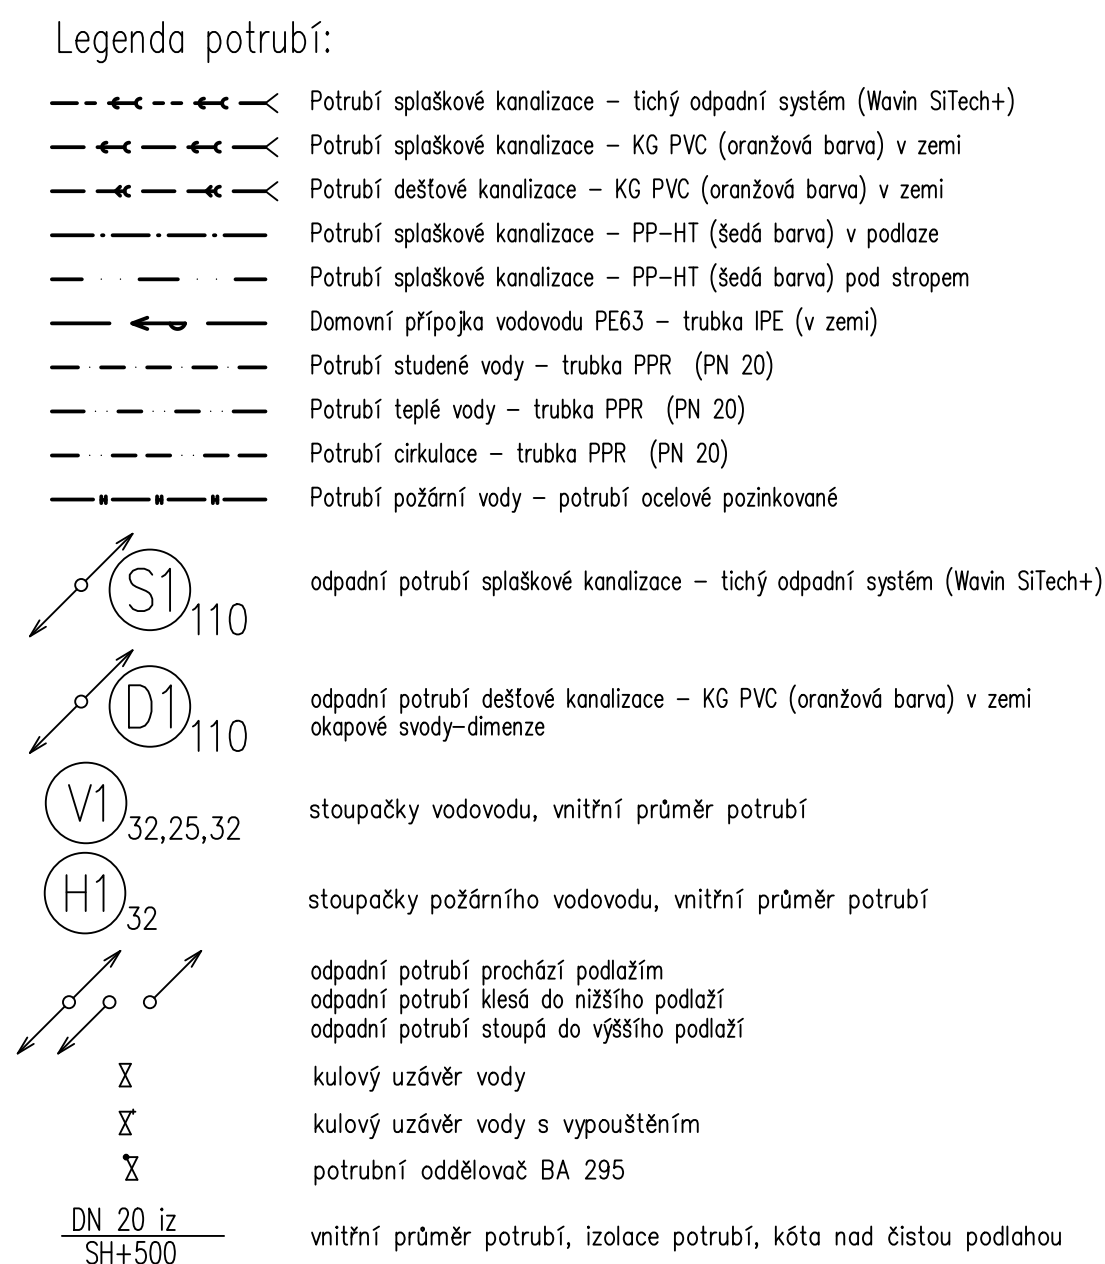 Legenda potrubí:
Potrubí splaškové kanalizace – tichý odpadní systém (Wavin SiTech+)
Potrubí splaškové kanalizace – KG PVC (oranžová barva) v zemi
Potrubí dešťové kanalizace – KG PVC (oranžová barva) v zemi
Potrubí splaškové kanalizace – PP–HT (šedá barva) v podlaze
Potrubí splaškové kanalizace – PP–HT (šedá barva) pod stropem
Domovní přípojka vodovodu PE63 – trubka IPE (v zemi)
Potrubí studené vody – trubka PPR (PN 20)
Potrubí teplé vody – trubka PPR (PN 20)
Potrubí cirkulace – trubka PPR (PN 20)
Potrubí požární vody – potrubí ocelové pozinkované
S1 110 odpadní potrubí splaškové kanalizace – tichý odpadní systém (Wavin SiTech+)
D1 110 odpadní potrubí dešťové kanalizace – KG PVC (oranžová barva) v zemi
okapové svody–dimenze
V1 32,25,32 stoupačky vodovodu, vnitřní průměr potrubí
H1 32 stoupačky požárního vodovodu, vnitřní průměr potrubí
odpadní potrubí prochází podlažím
odpadní potrubí klesá do nižšího podlaží
odpadní potrubí stoupá do výššího podlaží
kulový uzávěr vody
kulový uzávěr vody s vypouštěním
potrubní oddělovač BA 295
DN 20 iz
SH+500
vnitřní průměr potrubí, izolace potrubí, kóta nad čistou podlahou